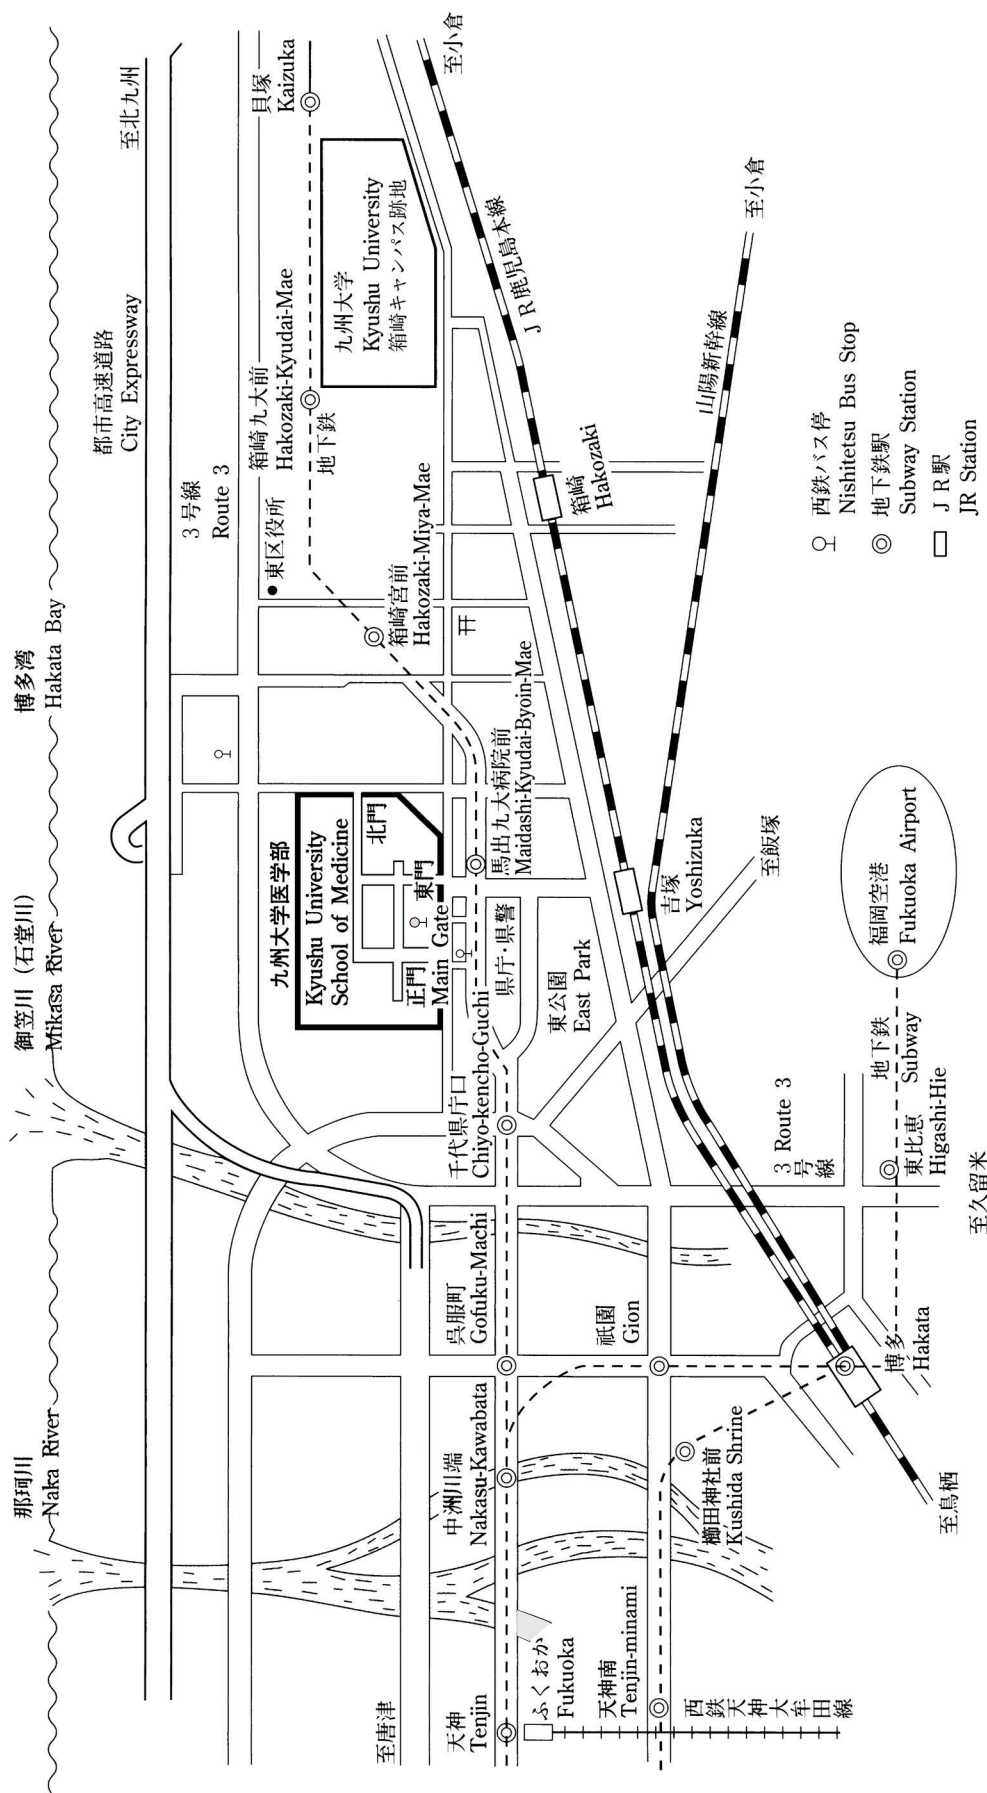 那珂川
Naka River
御笠川（石堂川）
Mikasa River
博多湾
Hakata Bay
都市高速道路
City Expressway
至北九州
3号線
Route 3
東区役所
貝塚
Kaizuka
箱崎九大前
Hakozaki-Kyudai-Mae
地下鉄
九州大学
Kyushu University
箱崎キャンパス跡地
箱崎宮前
Hakozaki-Miya-Mae
九州大学医学部
Kyushu University
School of Medicine
北門
東門
正門
Main Gate
馬出九大病院前
Maidashi-Kyudai-Byoin-Mae
県庁・県警
東公園
East Park
千代県庁口
Chiyo-kencho-Guchi
呉服町
Gofuku-Machi
中洲川端
Nakasu-Kawabata
至唐津
天神
Tenjin
ふくおか
Fukuoka
天神南
Tenjin-minami
西鉄天神大牟田線
櫛田神社前
Kushida Shrine
祇園
Gion
博多
Hakata
至鳥栖
至久留米
3号線
Route 3
東比恵
Higashi-Hie
地下鉄
Subway
福岡空港
Fukuoka Airport
吉塚
Yoshizuka
至飯塚
箱崎
Hakozaki
JR鹿児島本線
至小倉
山陽新幹線
至小倉
西鉄バス停
Nishitetsu Bus Stop
地下鉄駅
Subway Station
JR駅
JR Station